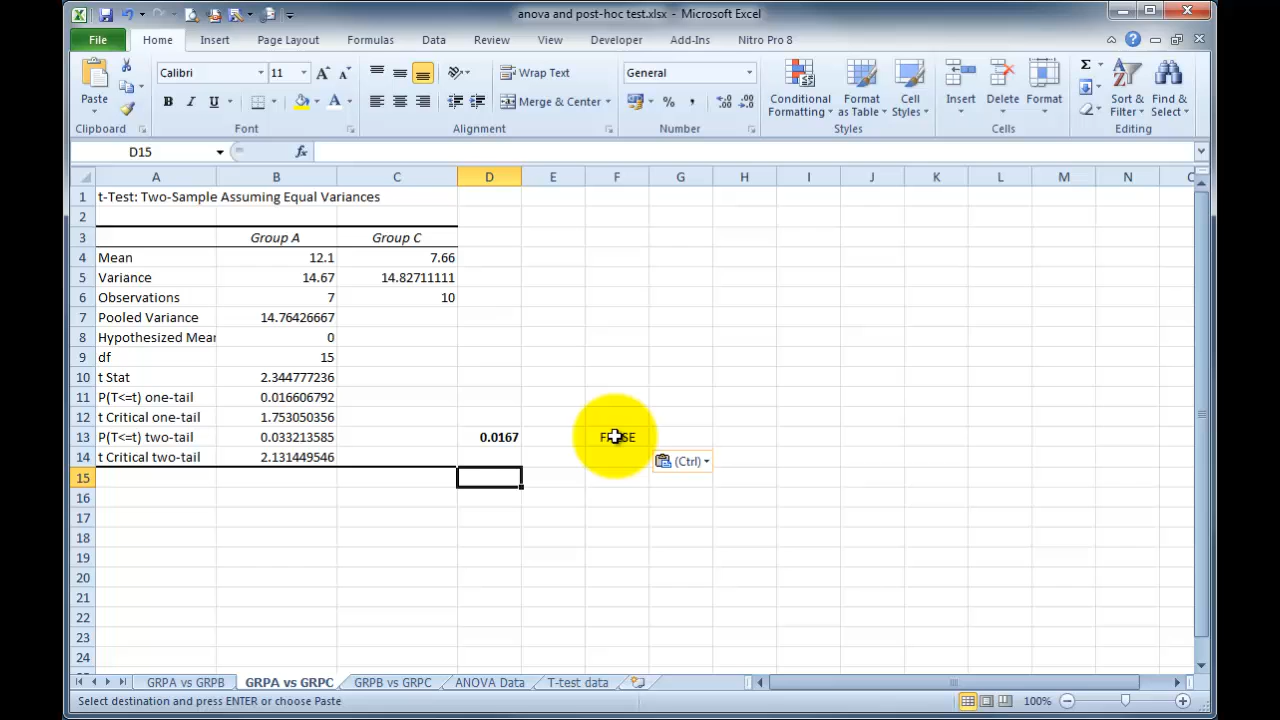 anova and post-hoc test.xlsx - Microsoft Excel
File Home Insert Page Layout Formulas Data Review View Developer Add-Ins Nitro Pro 8
Calibri 11 Wrap Text General
Paste Merge & Center Conditional Formatting Format as Table Cell Styles Insert Delete Format Sort & Filter Find & Select
Clipboard Font Alignment Number Styles Cells Editing
D15 fx
A B C D E F G H I J K L M N
1 t-Test: Two-Sample Assuming Equal Variances
2
3 Group A Group C
4 Mean 12.1 7.66
5 Variance 14.67 14.82711111
6 Observations 7 10
7 Pooled Variance 14.76426667
8 Hypothesized Mear 0
9 df 15
10 t Stat 2.344777236
11 P(T<=t) one-tail 0.016606792
12 t Critical one-tail 1.753050356
13 P(T<=t) two-tail 0.033213585 0.0167
14 t Critical two-tail 2.131449546 (Ctrl)
15
16
17
18
19
20
21
22
23
24
GRPA vs GRPB GRPA vs GRPC GRPB vs GRPC ANOVA Data T-test data
Select destination and press ENTER or choose Paste 100%